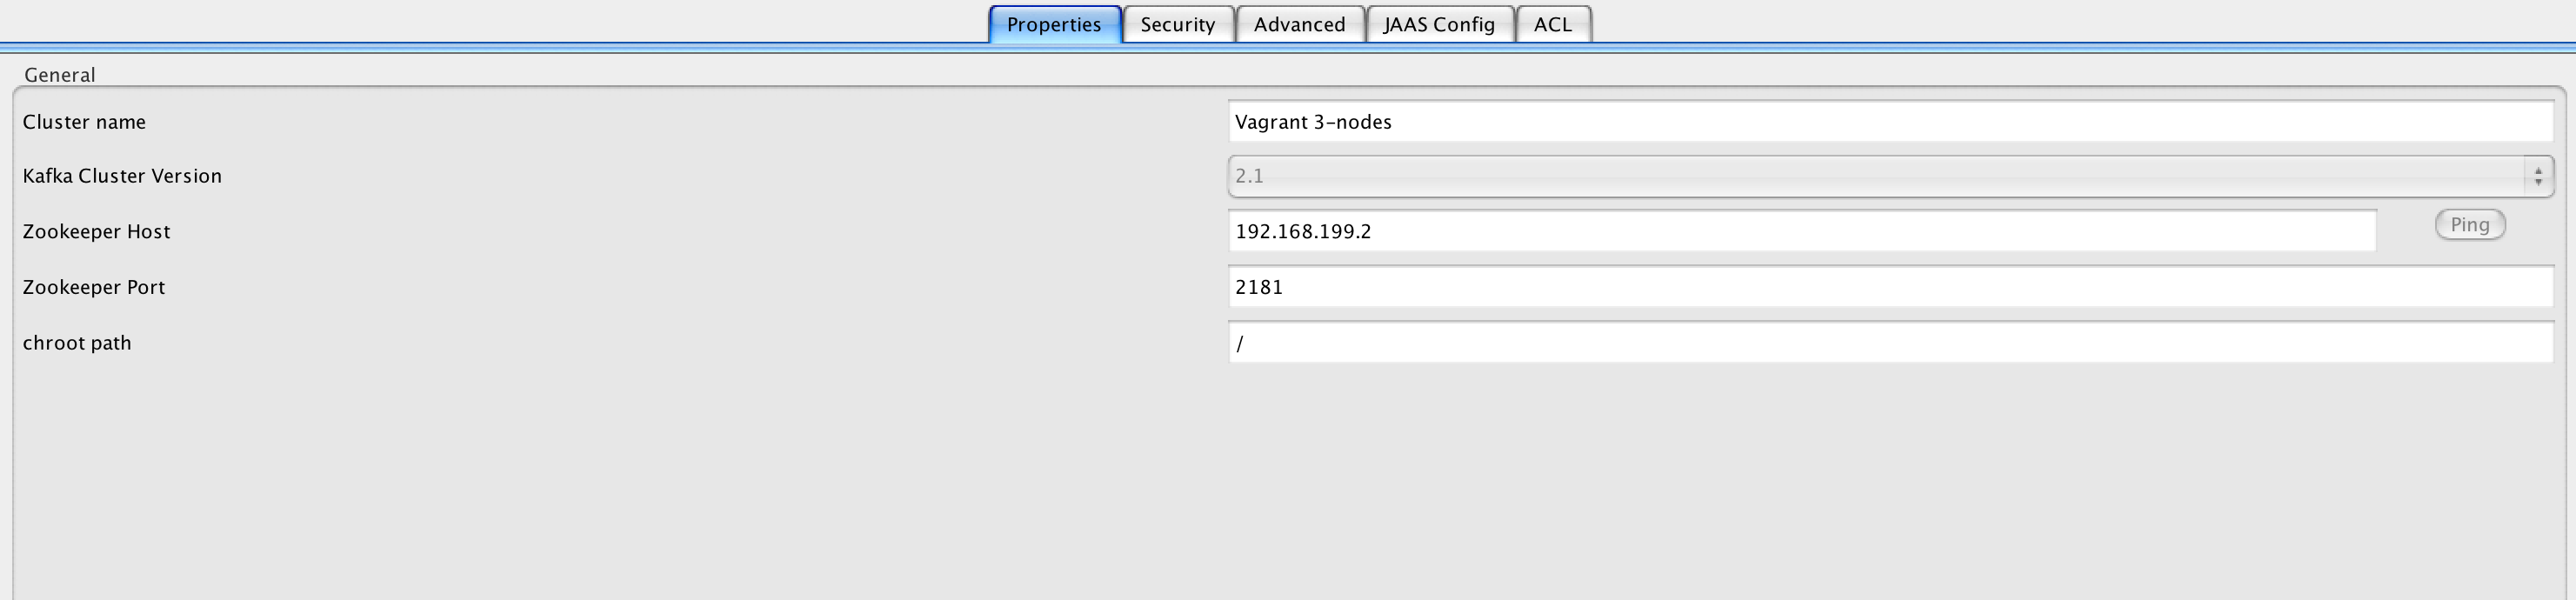 Properties Security Advanced JAAS Config ACL
General
Cluster name Vagrant 3-nodes
Kafka Cluster Version 2.1
Zookeeper Host 192.168.199.2 Ping
Zookeeper Port 2181
chroot path /